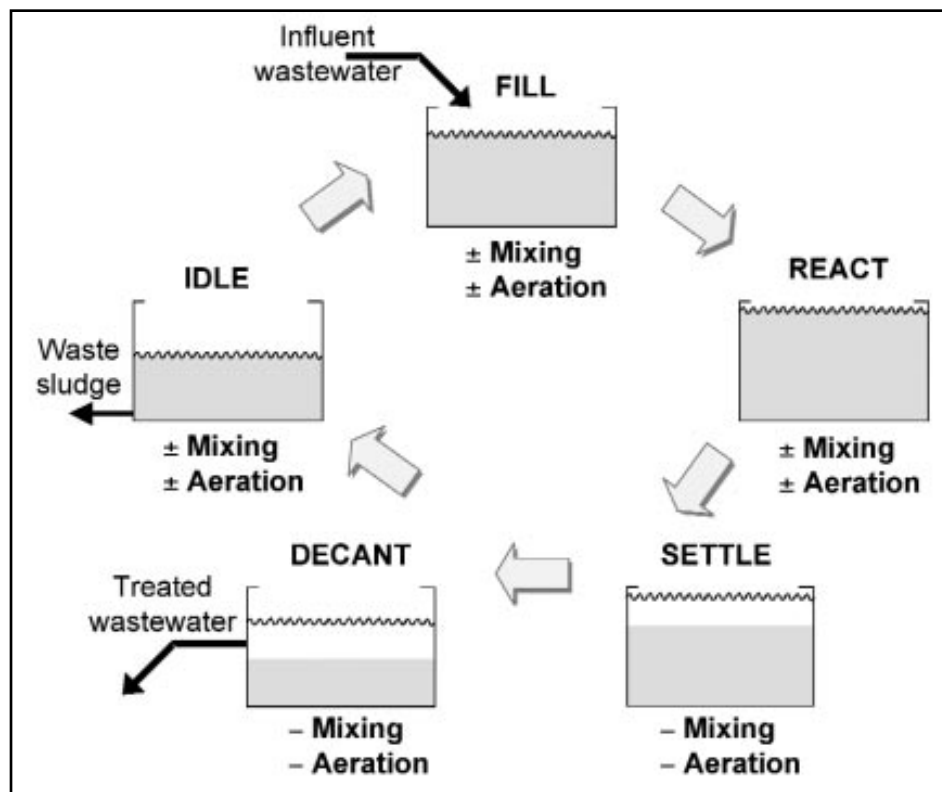 Influent
wastewater
FILL
± Mixing
± Aeration
REACT
± Mixing
± Aeration
SETTLE
– Mixing
– Aeration
DECANT
Treated
wastewater
– Mixing
– Aeration
IDLE
Waste
sludge
± Mixing
± Aeration